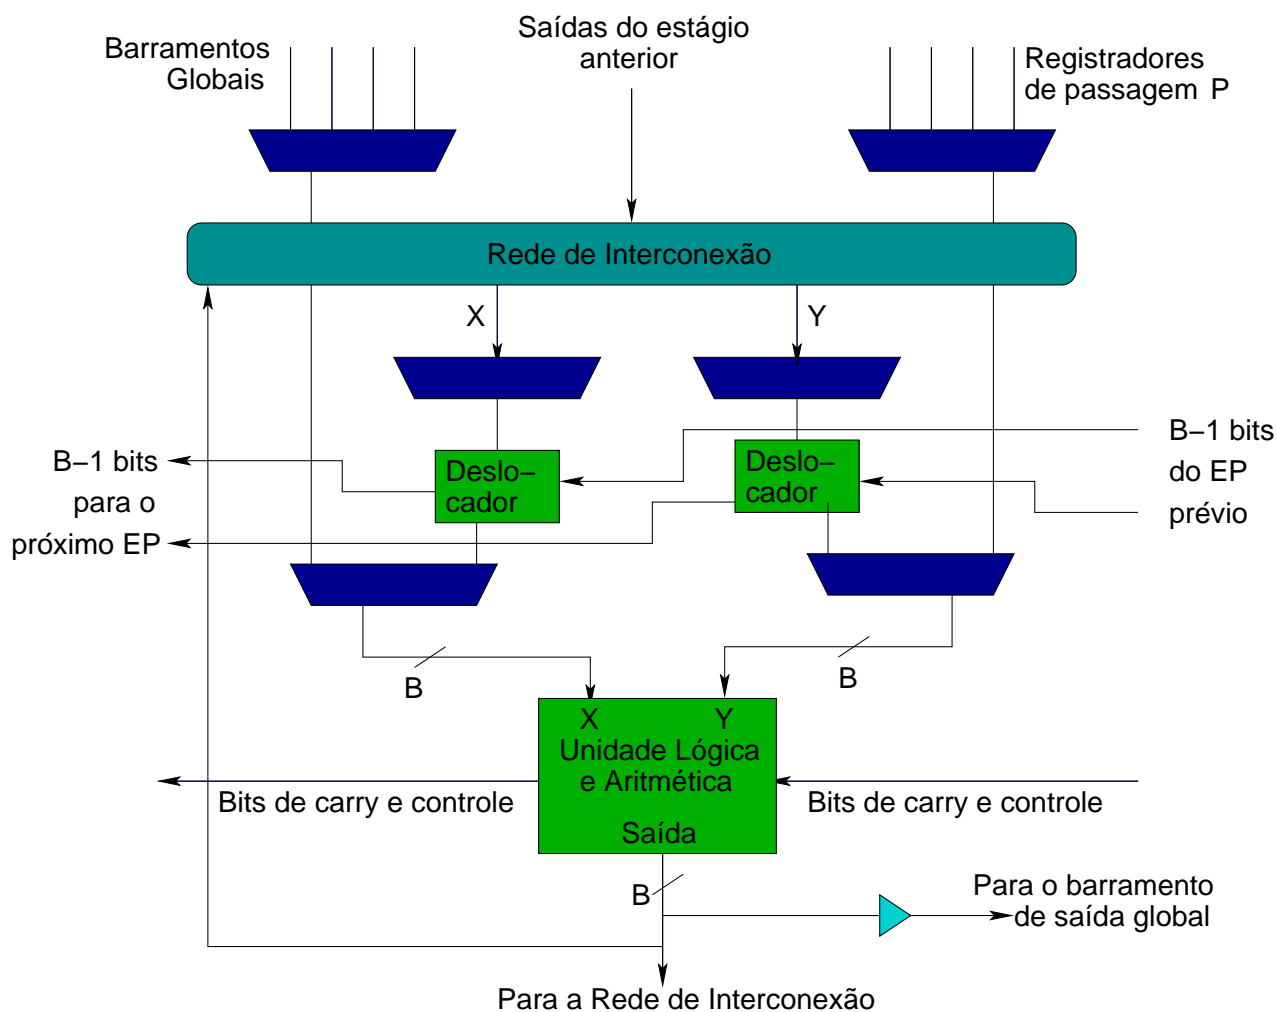 Saídas do estágio
anterior
Barramentos
Globais
Registradores
de passagem P
Rede de Interconexão
X
Y
B−1 bits
do EP
prévio
B−1 bits
para o
próximo EP
Deslo−
cador
Deslo−
cador
B
B
X
Y
Unidade Lógica
e Aritmética
Saída
Bits de carry e controle
Bits de carry e controle
B
Para o barramento
de saída global
Para a Rede de Interconexão